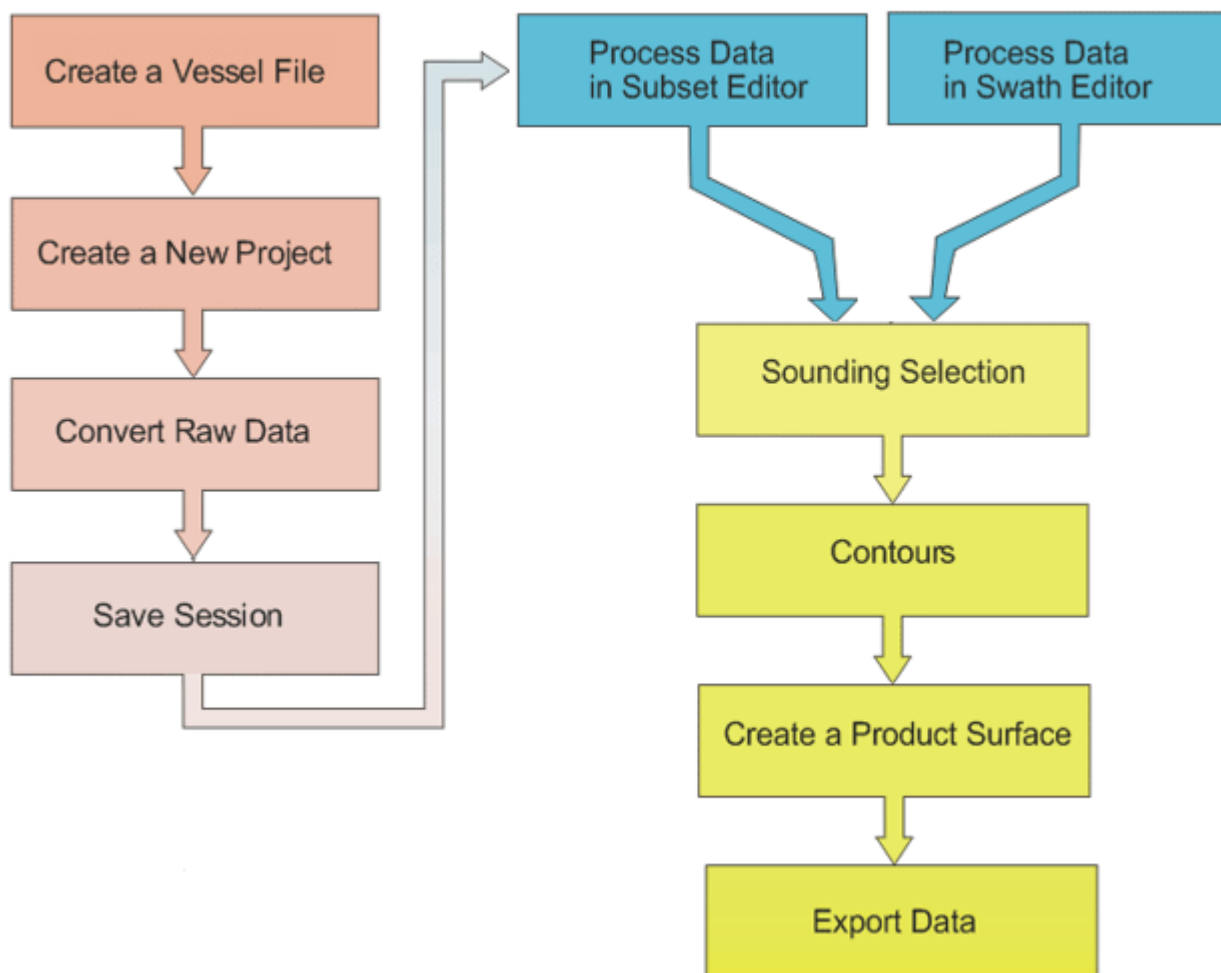 Create a Vessel File
Create a New Project
Convert Raw Data
Save Session
Process Data
in Subset Editor
Process Data
in Swath Editor
Sounding Selection
Contours
Create a Product Surface
Export Data